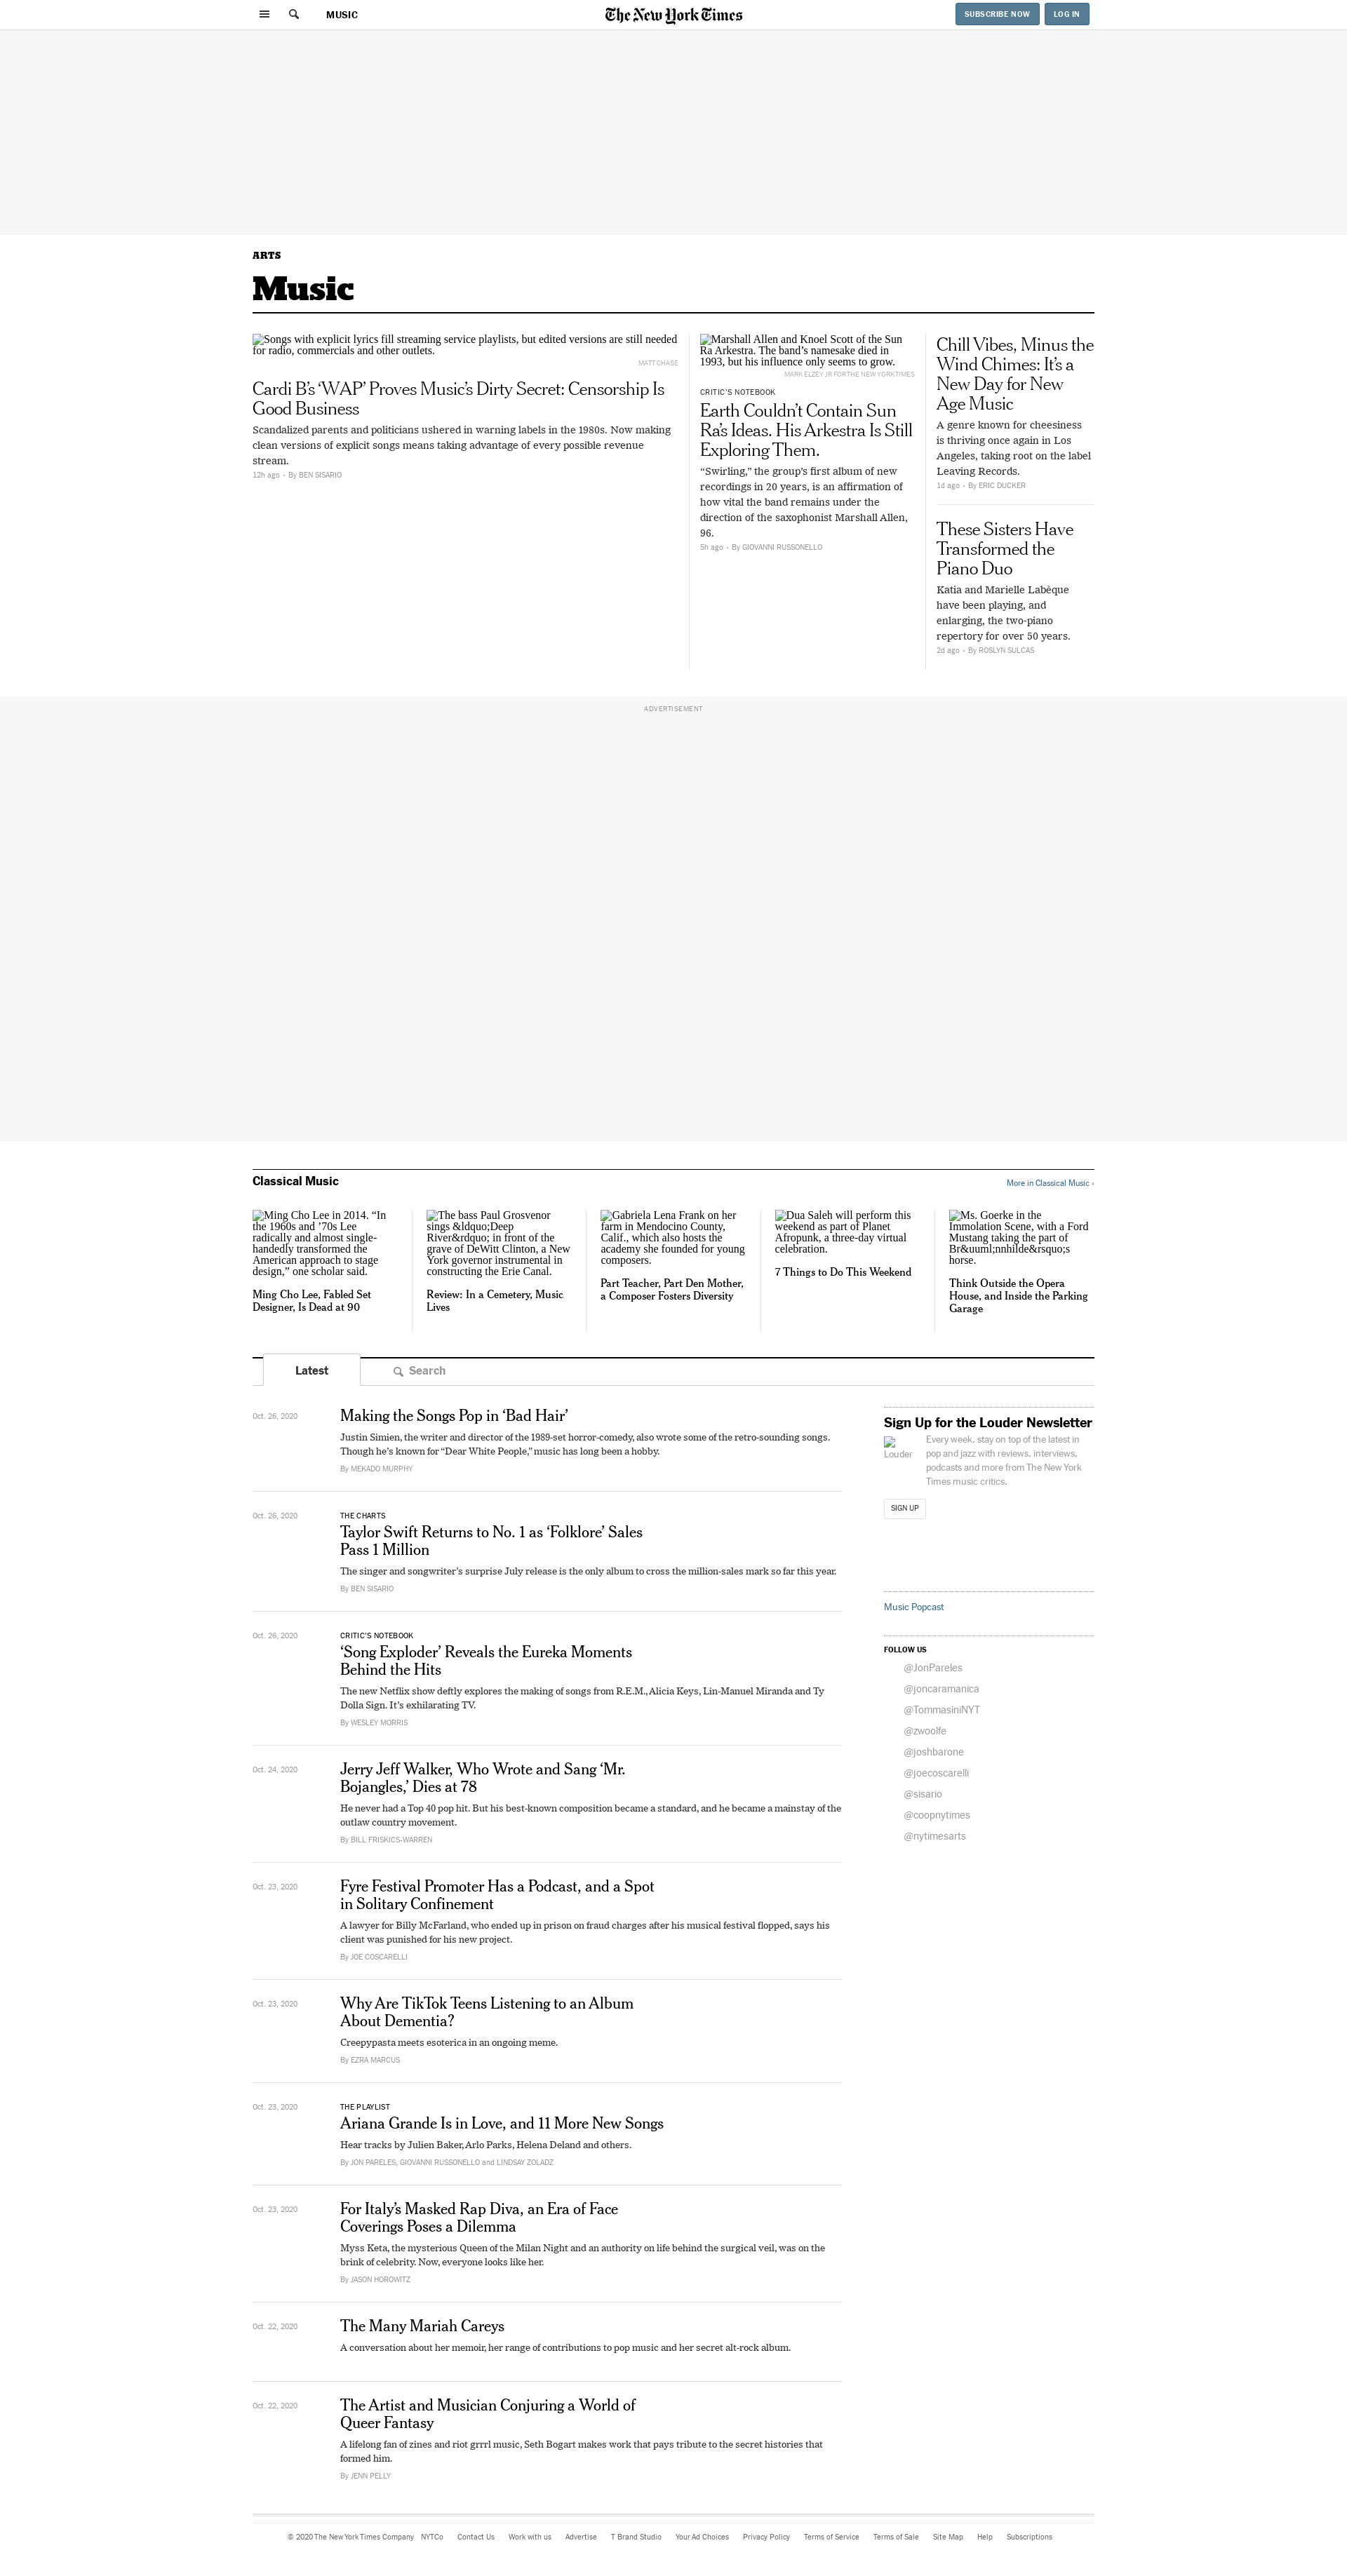 MUSIC
The New York Times
SUBSCRIBE NOW
LOG IN
ARTS
Music
Songs with explicit lyrics fill streaming service playlists, but edited versions are still needed
for radio, commercials and other outlets.
MATT CHASE
Cardi B’s ‘WAP’ Proves Music’s Dirty Secret: Censorship Is
Good Business
Scandalized parents and politicians ushered in warning labels in the 1980s. Now making
clean versions of explicit songs means taking advantage of every possible revenue
stream.
12h ago • By BEN SISARIO
Marshall Allen and Knoel Scott of the Sun
Ra Arkestra. The band’s namesake died in
1993, but his influence only seems to grow.
MARK ELZEY JR FOR THE NEW YORK TIMES
CRITIC’S NOTEBOOK
Earth Couldn’t Contain Sun
Ra’s Ideas. His Arkestra Is Still
Exploring Them.
“Swirling,” the group’s first album of new
recordings in 20 years, is an affirmation of
how vital the band remains under the
direction of the saxophonist Marshall Allen,
96.
5h ago • By GIOVANNI RUSSONELLO
Chill Vibes, Minus the
Wind Chimes: It’s a
New Day for New
Age Music
A genre known for cheesiness
is thriving once again in Los
Angeles, taking root on the label
Leaving Records.
1d ago • By ERIC DUCKER
These Sisters Have
Transformed the
Piano Duo
Katia and Marielle Labèque
have been playing, and
enlarging, the two-piano
repertory for over 50 years.
2d ago • By ROSLYN SULCAS
ADVERTISEMENT
Classical Music
More in Classical Music ›
Ming Cho Lee in 2014. “In
the 1960s and ’70s Lee
radically and almost single-
handedly transformed the
American approach to stage
design,” one scholar said.
Ming Cho Lee, Fabled Set
Designer, Is Dead at 90
The bass Paul Grosvenor
sings &ldquo;Deep
River&rdquo; in front of the
grave of DeWitt Clinton, a New
York governor instrumental in
constructing the Erie Canal.
Review: In a Cemetery, Music
Lives
Gabriela Lena Frank on her
farm in Mendocino County,
Calif., which also hosts the
academy she founded for young
composers.
Part Teacher, Part Den Mother,
a Composer Fosters Diversity
Dua Saleh will perform this
weekend as part of Planet
Afropunk, a three-day virtual
celebration.
7 Things to Do This Weekend
Ms. Goerke in the
Immolation Scene, with a Ford
Mustang taking the part of
Br&uuml;nnhilde&rsquo;s
horse.
Think Outside the Opera
House, and Inside the Parking
Garage
Latest
Search
Oct. 26, 2020
Making the Songs Pop in ‘Bad Hair’
Justin Simien, the writer and director of the 1989-set horror-comedy, also wrote some of the retro-sounding songs.
Though he’s known for “Dear White People,” music has long been a hobby.
By MEKADO MURPHY
Oct. 26, 2020
THE CHARTS
Taylor Swift Returns to No. 1 as ‘Folklore’ Sales
Pass 1 Million
The singer and songwriter’s surprise July release is the only album to cross the million-sales mark so far this year.
By BEN SISARIO
Oct. 26, 2020
CRITIC’S NOTEBOOK
‘Song Exploder’ Reveals the Eureka Moments
Behind the Hits
The new Netflix show deftly explores the making of songs from R.E.M., Alicia Keys, Lin-Manuel Miranda and Ty
Dolla Sign. It’s exhilarating TV.
By WESLEY MORRIS
Oct. 24, 2020
Jerry Jeff Walker, Who Wrote and Sang ‘Mr.
Bojangles,’ Dies at 78
He never had a Top 40 pop hit. But his best-known composition became a standard, and he became a mainstay of the
outlaw country movement.
By BILL FRISKICS-WARREN
Oct. 23, 2020
Fyre Festival Promoter Has a Podcast, and a Spot
in Solitary Confinement
A lawyer for Billy McFarland, who ended up in prison on fraud charges after his musical festival flopped, says his
client was punished for his new project.
By JOE COSCARELLI
Oct. 23, 2020
Why Are TikTok Teens Listening to an Album
About Dementia?
Creepypasta meets esoterica in an ongoing meme.
By EZRA MARCUS
Oct. 23, 2020
THE PLAYLIST
Ariana Grande Is in Love, and 11 More New Songs
Hear tracks by Julien Baker, Arlo Parks, Helena Deland and others.
By JON PARELES, GIOVANNI RUSSONELLO and LINDSAY ZOLADZ
Oct. 23, 2020
For Italy’s Masked Rap Diva, an Era of Face
Coverings Poses a Dilemma
Myss Keta, the mysterious Queen of the Milan Night and an authority on life behind the surgical veil, was on the
brink of celebrity. Now, everyone looks like her.
By JASON HOROWITZ
Oct. 22, 2020
The Many Mariah Careys
A conversation about her memoir, her range of contributions to pop music and her secret alt-rock album.
Oct. 22, 2020
The Artist and Musician Conjuring a World of
Queer Fantasy
A lifelong fan of zines and riot grrrl music, Seth Bogart makes work that pays tribute to the secret histories that
formed him.
By JENN PELLY
Sign Up for the Louder Newsletter
Louder
Every week, stay on top of the latest in
pop and jazz with reviews, interviews,
podcasts and more from The New York
Times music critics.
SIGN UP
Music Popcast
FOLLOW US
@JonPareles
@joncaramanica
@TommasiniNYT
@zwoolfe
@joshbarone
@joecoscarelli
@sisario
@coopnytimes
@nytimesarts
© 2020 The New York Times Company NYTCo Contact Us Work with us Advertise T Brand Studio Your Ad Choices Privacy Policy Terms of Service Terms of Sale Site Map Help Subscriptions